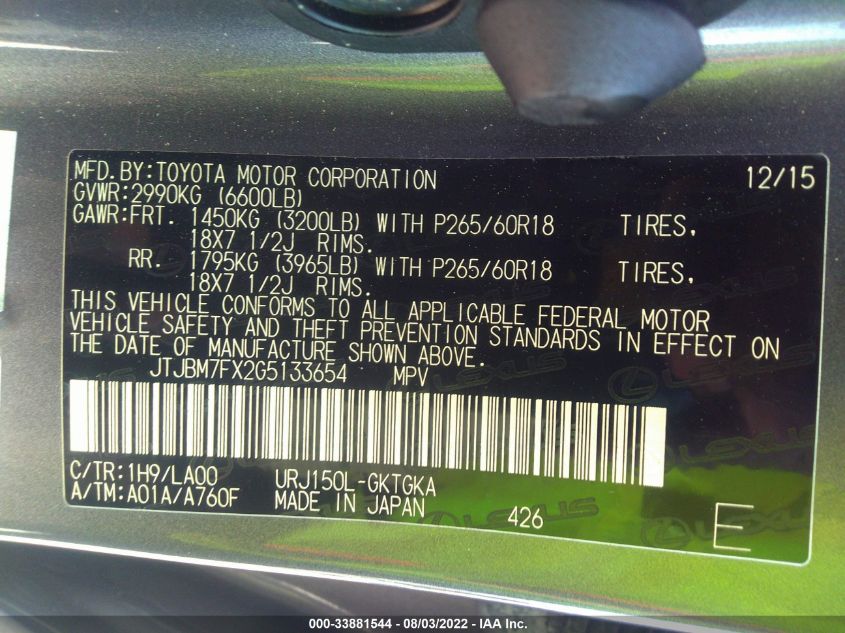 MFD.BY:TOYOTA MOTOR CORPORATION 12/15
GVWR:2990KG (6600LB)
GAWR:FRT. 1450KG (3200LB) WITH P265/60R18 TIRES,
18X7 1/2J RIMS.
RR. 1795KG (3965LB) WITH P265/60R18 TIRES,
18X7 1/2J RIMS.
THIS VEHICLE CONFORMS TO ALL APPLICABLE FEDERAL MOTOR
VEHICLE SAFETY AND THEFT PREVENTION STANDARDS IN EFFECT ON
THE DATE OF MANUFACTURE SHOWN ABOVE.
JTJBM7FX2G5133654 MPV
C/TR:1H9/LA00 URJ150L-GKTGKA
A/TM:A01A/A760F MADE IN JAPAN 426 E
LEXUS
000-33881544 — 08/03/2022 — IAA Inc.